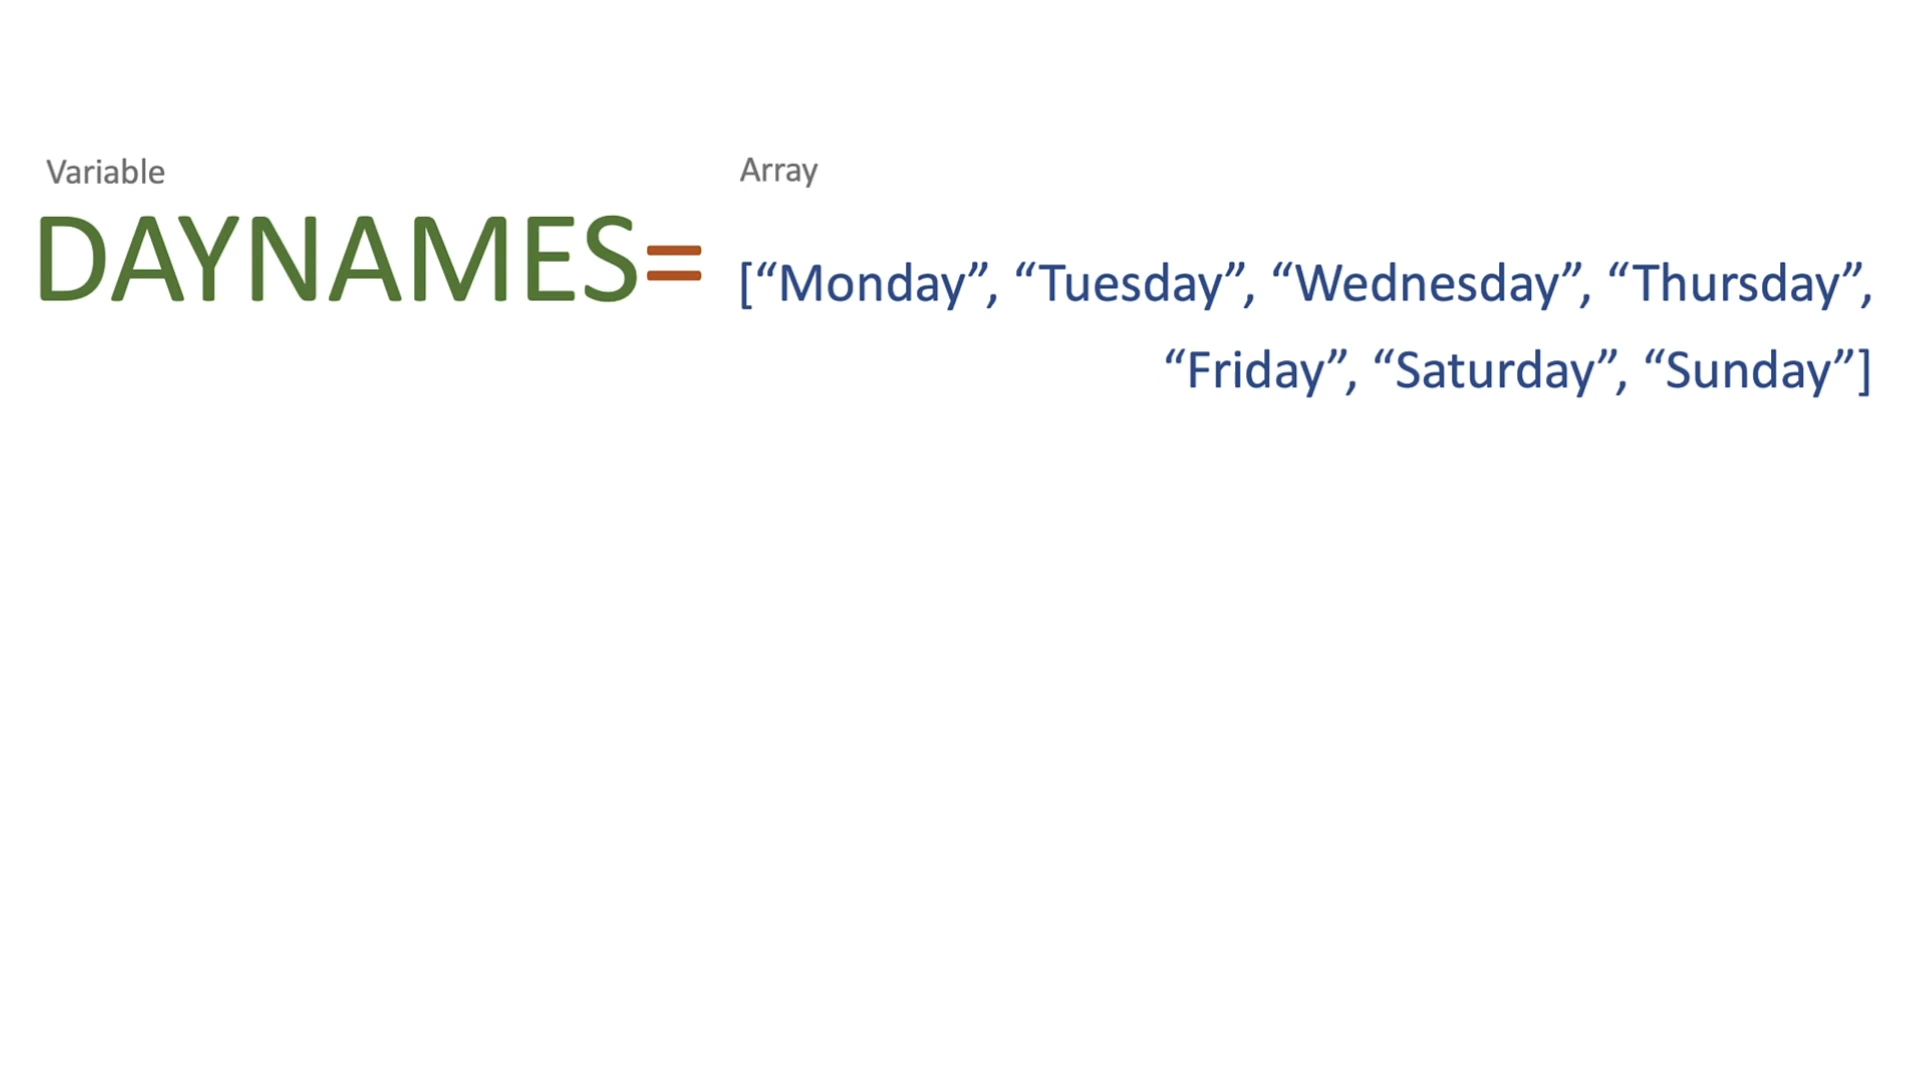 Variable
Array
DAYNAMES=
[“Monday”, “Tuesday”, “Wednesday”, “Thursday”,
“Friday”, “Saturday”, “Sunday”]